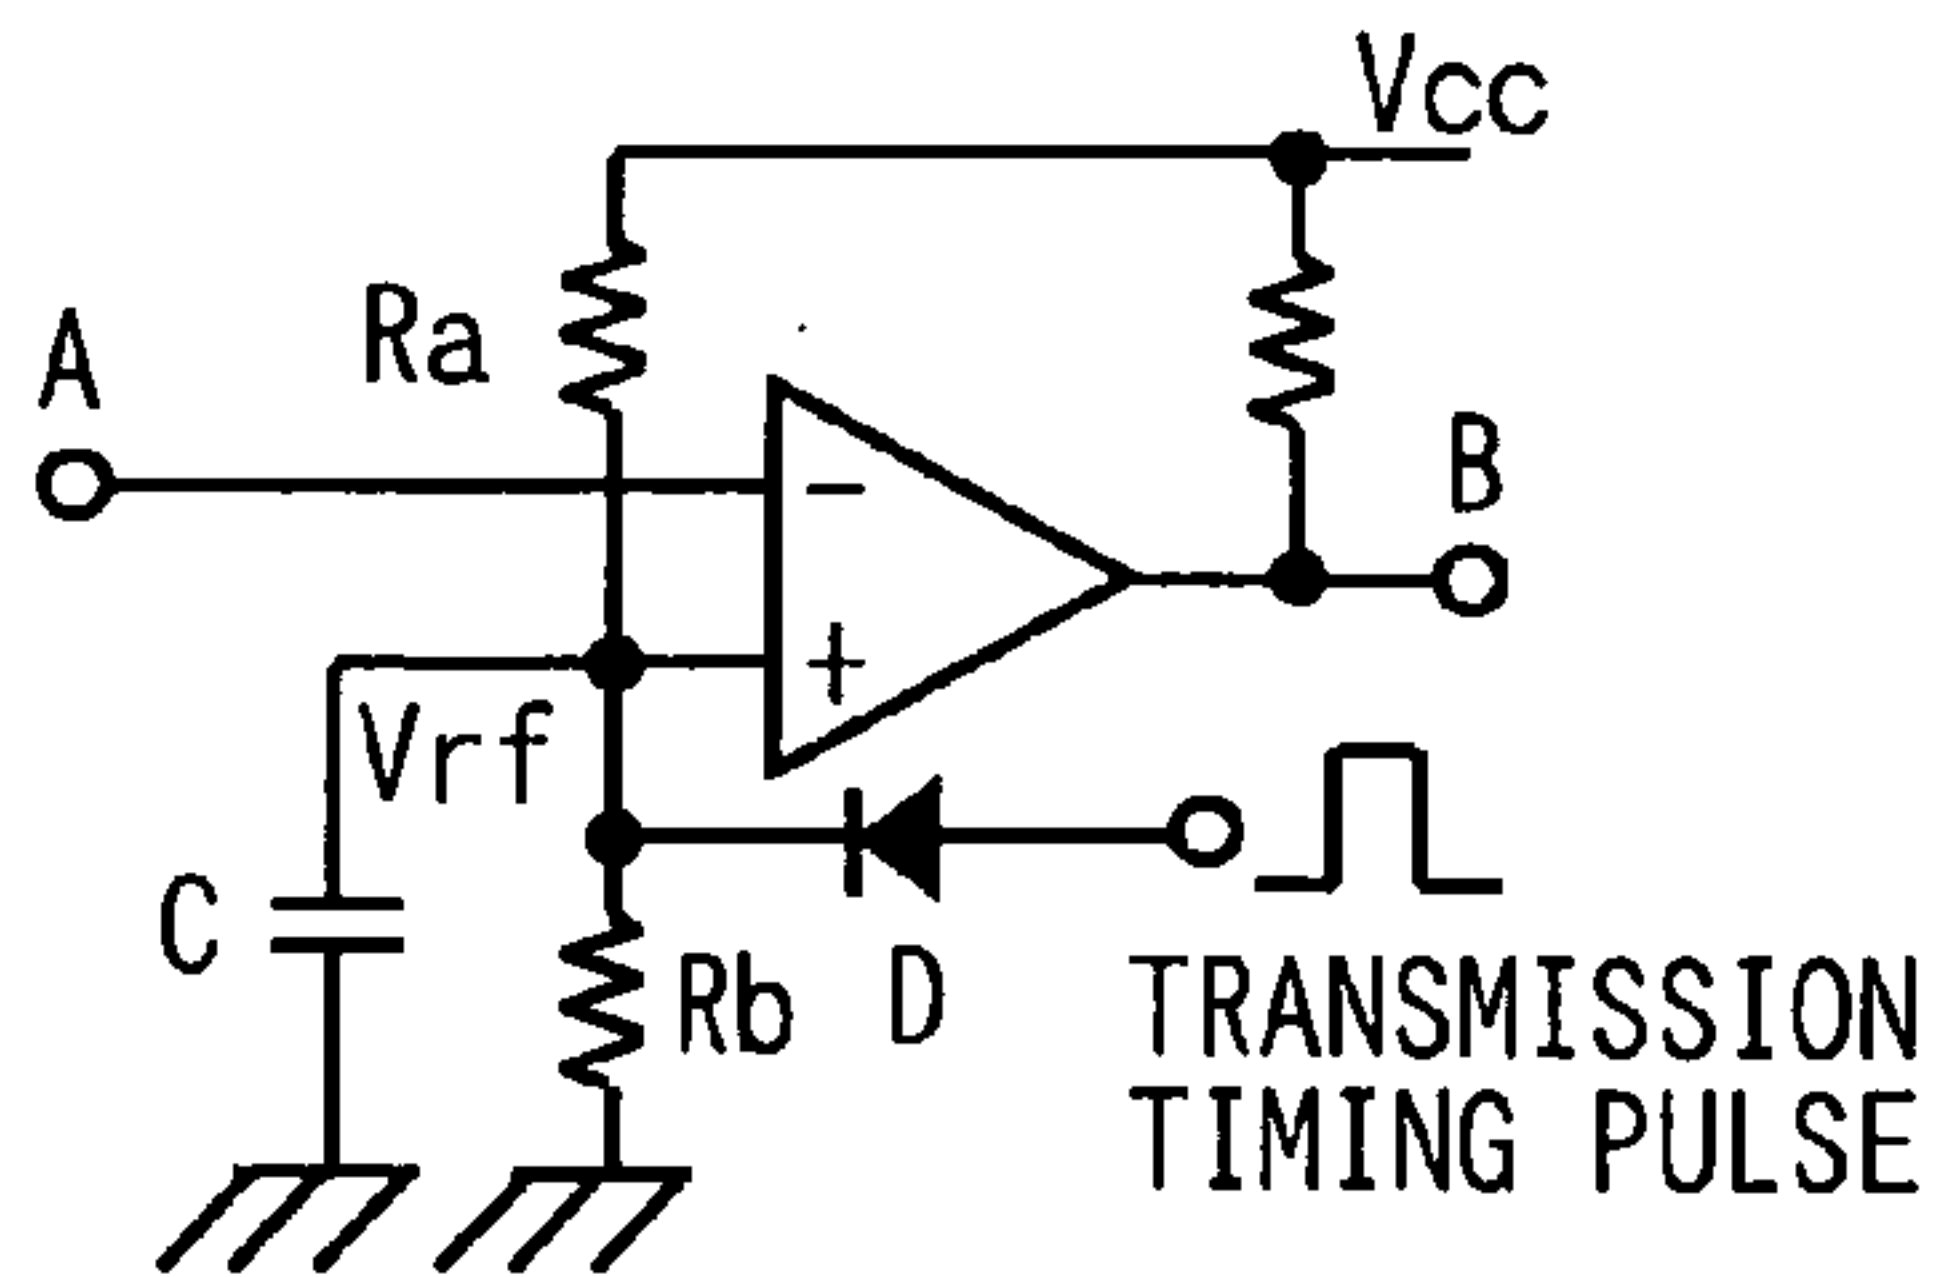 Vcc
Ra
A
B
-
+
Vrf
C
Rb
D
TRANSMISSION
TIMING PULSE